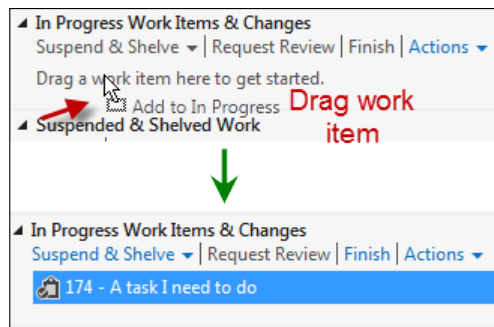 In Progress Work Items & Changes
Suspend & Shelve | Request Review | Finish | Actions
Drag a work item here to get started.
Add to In Progress
Drag work
item
Suspended & Shelved Work
In Progress Work Items & Changes
Suspend & Shelve | Request Review | Finish | Actions
174 - A task I need to do